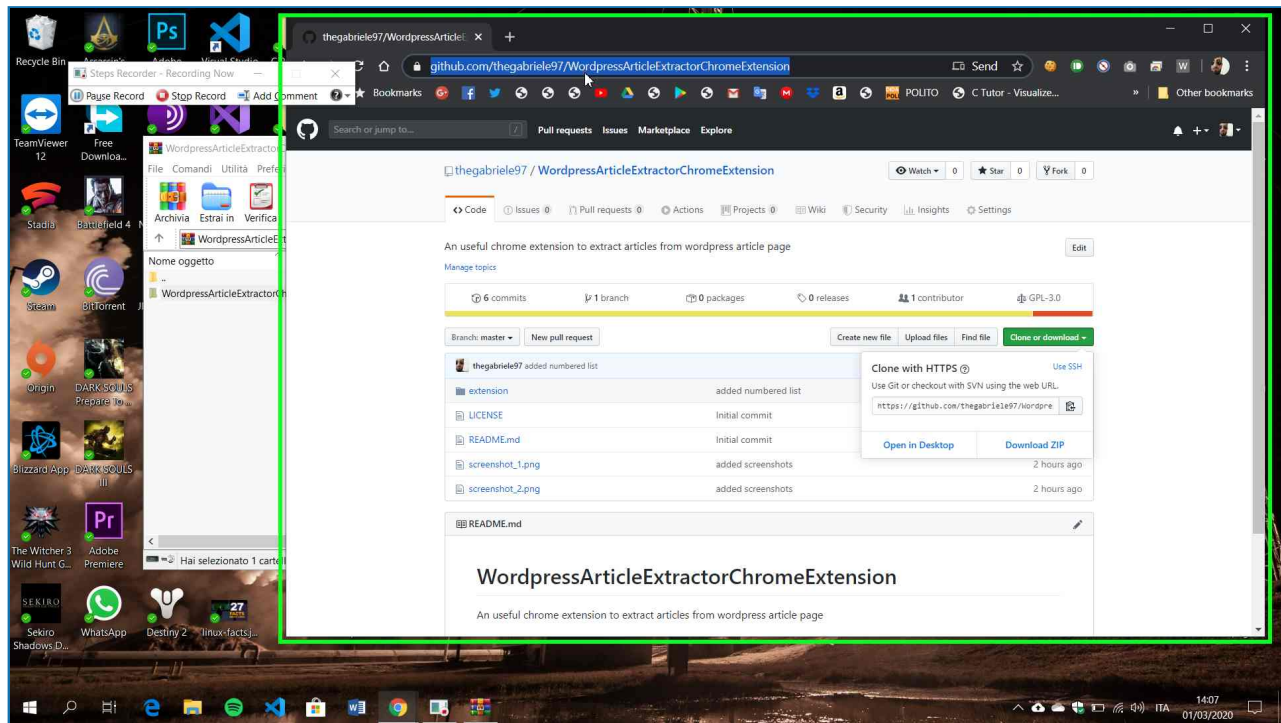 Recycle Bin
Assassin's
Adobe
Visual Studio
Steps Recorder - Recording Now
Pause Record
Stop Record
Add Comment
TeamViewer 12
Free Downloa...
Stadia
Battlefield 4
Steam
BitTorrent
Origin
DARK SOULS Prepare To ...
Blizzard App
DARK SOULS III
The Witcher 3 Wild Hunt G...
Adobe Premiere
SEKIRO
27
Sekiro Shadows D...
WhatsApp
Destiny 2
linux-facts.j...
Ps
Pr
WordpressArticleExtractor
File Comandi Utilità Prefer
Archivia Estrai in Verifica
WordpressArticleExt
Nome oggetto
..
WordpressArticleExtractorCh
Hai selezionato 1 cartel
thegabriele97/WordpressArticleE
github.com/thegabriele97/WordpressArticleExtractorChromeExtension
Send
Bookmarks
POLITO
C Tutor - Visualize...
»
Other bookmarks
Search or jump to...
/
Pull requests Issues Marketplace Explore
thegabriele97 / WordpressArticleExtractorChromeExtension
Watch 0 Star 0 Fork 0
Code Issues 0 Pull requests 0 Actions Projects 0 Wiki Security Insights Settings
An useful chrome extension to extract articles from wordpress article page
Edit
Manage topics
6 commits 1 branch 0 packages 0 releases 1 contributor GPL-3.0
Branch: master New pull request Create new file Upload files Find file Clone or download
thegabriele97 added numbered list
extension added numbered list
LICENSE Initial commit
README.md Initial commit
screenshot_1.png added screenshots 2 hours ago
screenshot_2.png added screenshots 2 hours ago
Clone with HTTPS
Use SSH
Use Git or checkout with SVN using the web URL.
https://github.com/thegabriele97/Wordpre
Open in Desktop Download ZIP
README.md
WordpressArticleExtractorChromeExtension
An useful chrome extension to extract articles from wordpress article page
ITA
14:07
01/03/2020